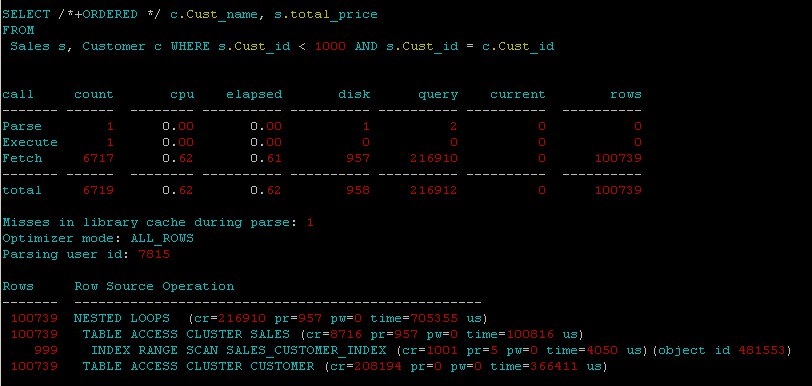 SELECT /*+ORDERED */ c.Cust_name, s.total_price
FROM
 Sales s, Customer c WHERE s.Cust_id < 1000 AND s.Cust_id = c.Cust_id
call     count       cpu    elapsed       disk      query    current        rows
------- ------  -------- ---------- ---------- ---------- ----------  ----------
Parse        1      0.00       0.00          1          2          0           0
Execute      1      0.00       0.00          0          0          0           0
Fetch     6717      0.62       0.61        957     216910          0      100739
------- ------  -------- ---------- ---------- ---------- ----------  ----------
total     6719      0.62       0.62        958     216912          0      100739
Misses in library cache during parse: 1
Optimizer mode: ALL_ROWS
Parsing user id: 7815
Rows     Row Source Operation
-------  ---------------------------------------------------
 100739  NESTED LOOPS  (cr=216910 pr=957 pw=0 time=705355 us)
 100739   TABLE ACCESS CLUSTER SALES (cr=8716 pr=957 pw=0 time=100816 us)
    999    INDEX RANGE SCAN SALES_CUSTOMER_INDEX (cr=1001 pr=5 pw=0 time=4050 us)(object id 481553)
 100739   TABLE ACCESS CLUSTER CUSTOMER (cr=208194 pr=0 pw=0 time=366411 us)